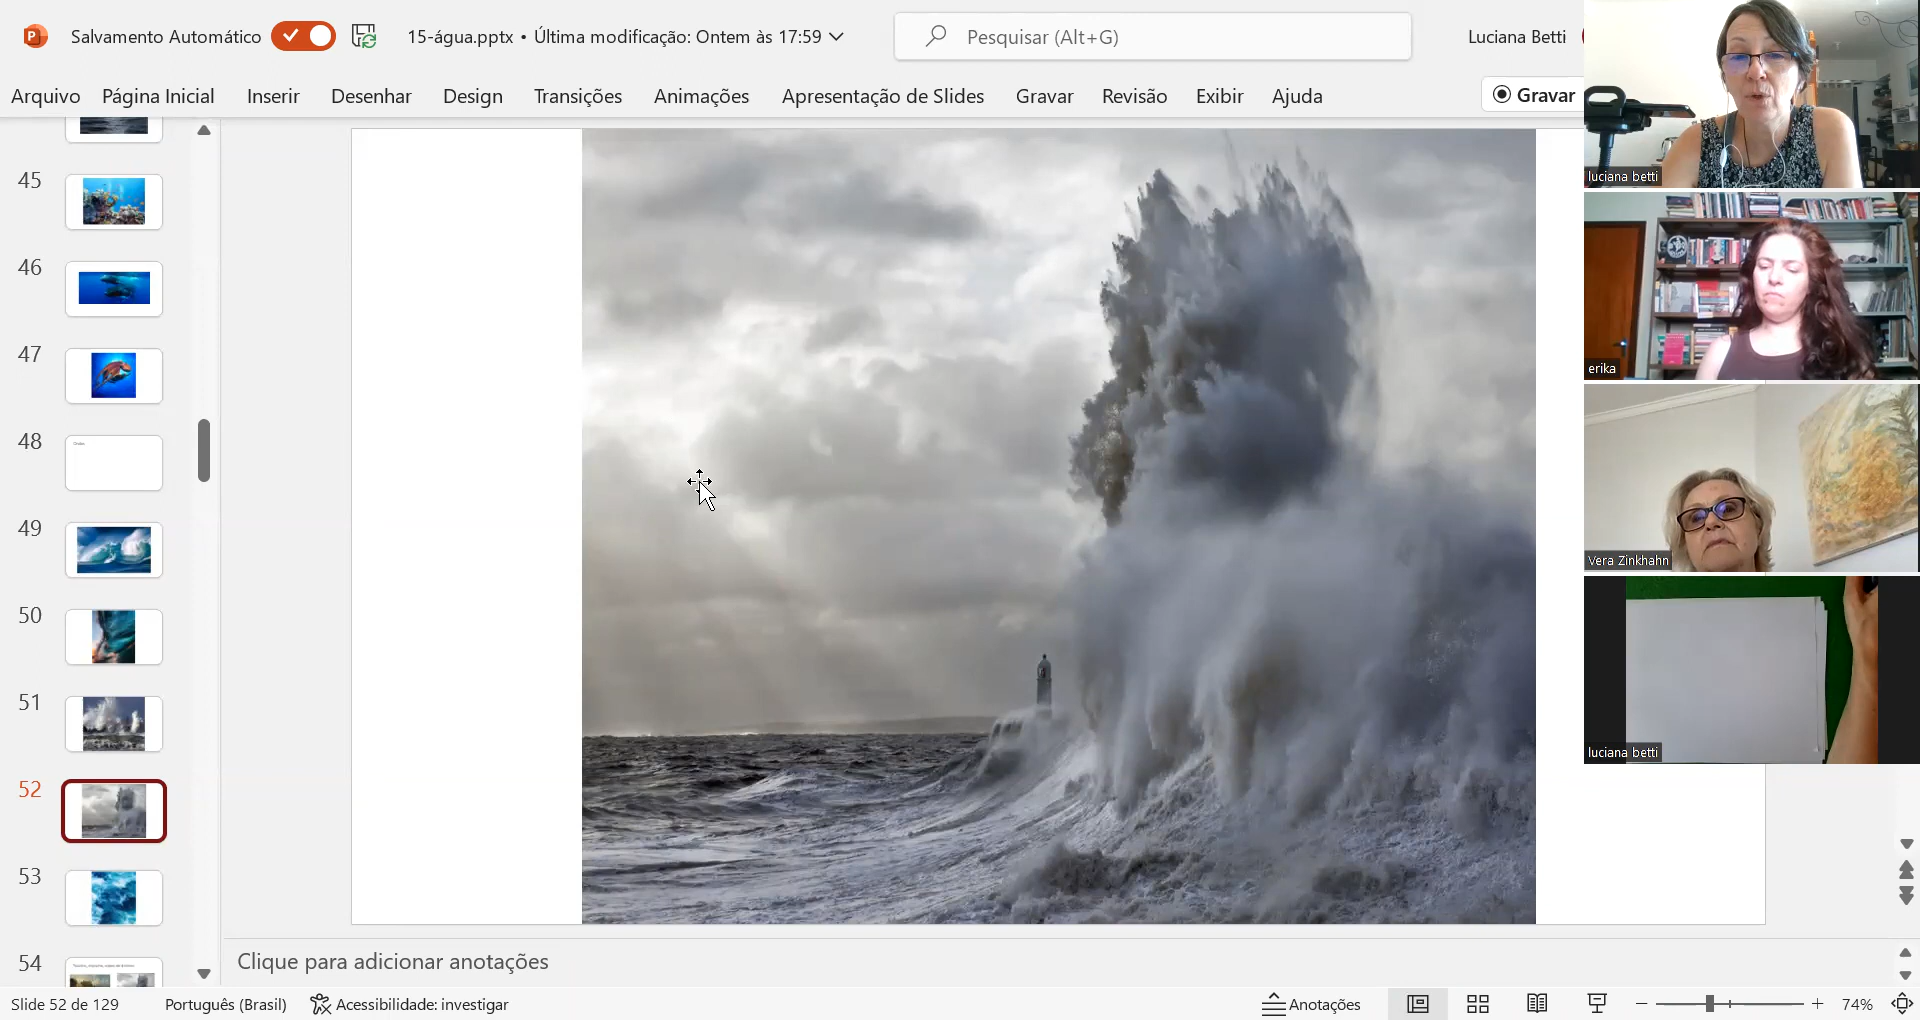 Salvamento Automático
15-água.pptx • Última modificação: Ontem às 17:59
Pesquisar (Alt+G)
Luciana Betti
Arquivo Página Inicial Inserir Desenhar Design Transições Animações Apresentação de Slides Gravar Revisão Exibir Ajuda
Gravar
luciana betti
erika
Vera Zinkhahn
luciana betti
45
46
47
48
49
50
51
52
53
54
Clique para adicionar anotações
Slide 52 de 129 Português (Brasil) Acessibilidade: investigar Anotações 74%